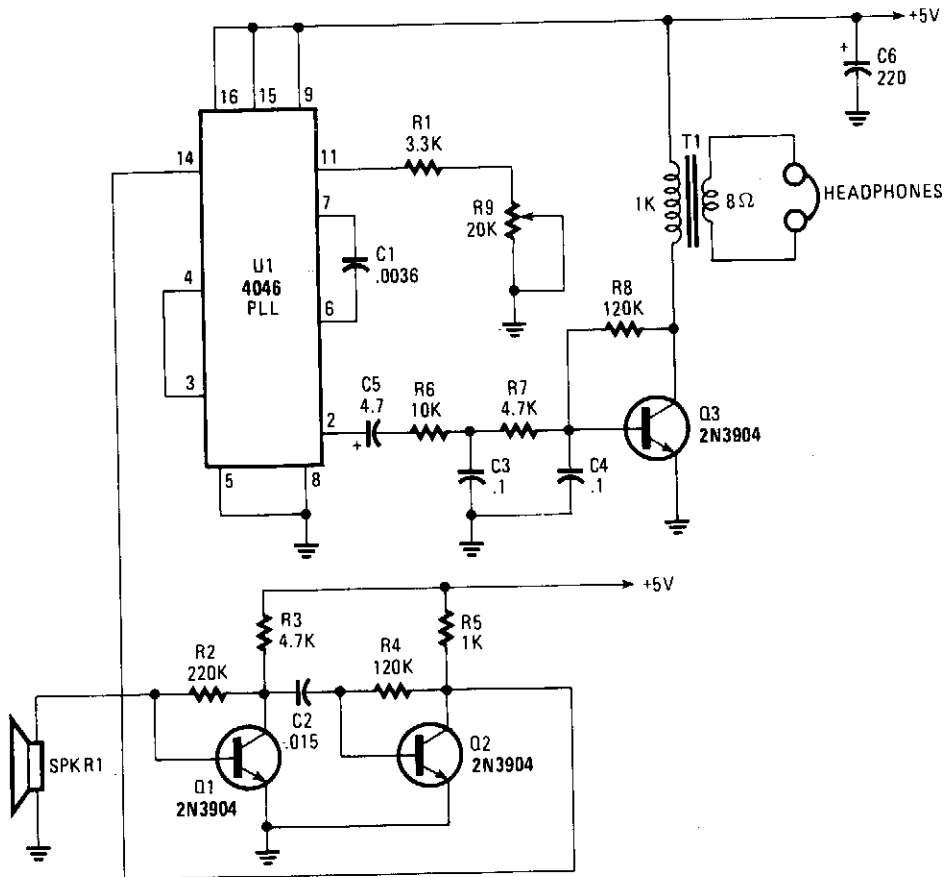 +5V
+
C6
220
16
15
9
14
11
R1
3.3K
T1
7
R9
20K
1K
8Ω
HEADPHONES
U1
4046
PLL
C1
.0036
4
6
R8
120K
3
C5
4.7
R6
10K
R7
4.7K
2
+
Q3
2N3904
C3
.1
C4
.1
5
8
+5V
R3
4.7K
R5
1K
R2
220K
R4
120K
C2
.015
SPKR1
Q1
2N3904
Q2
2N3904